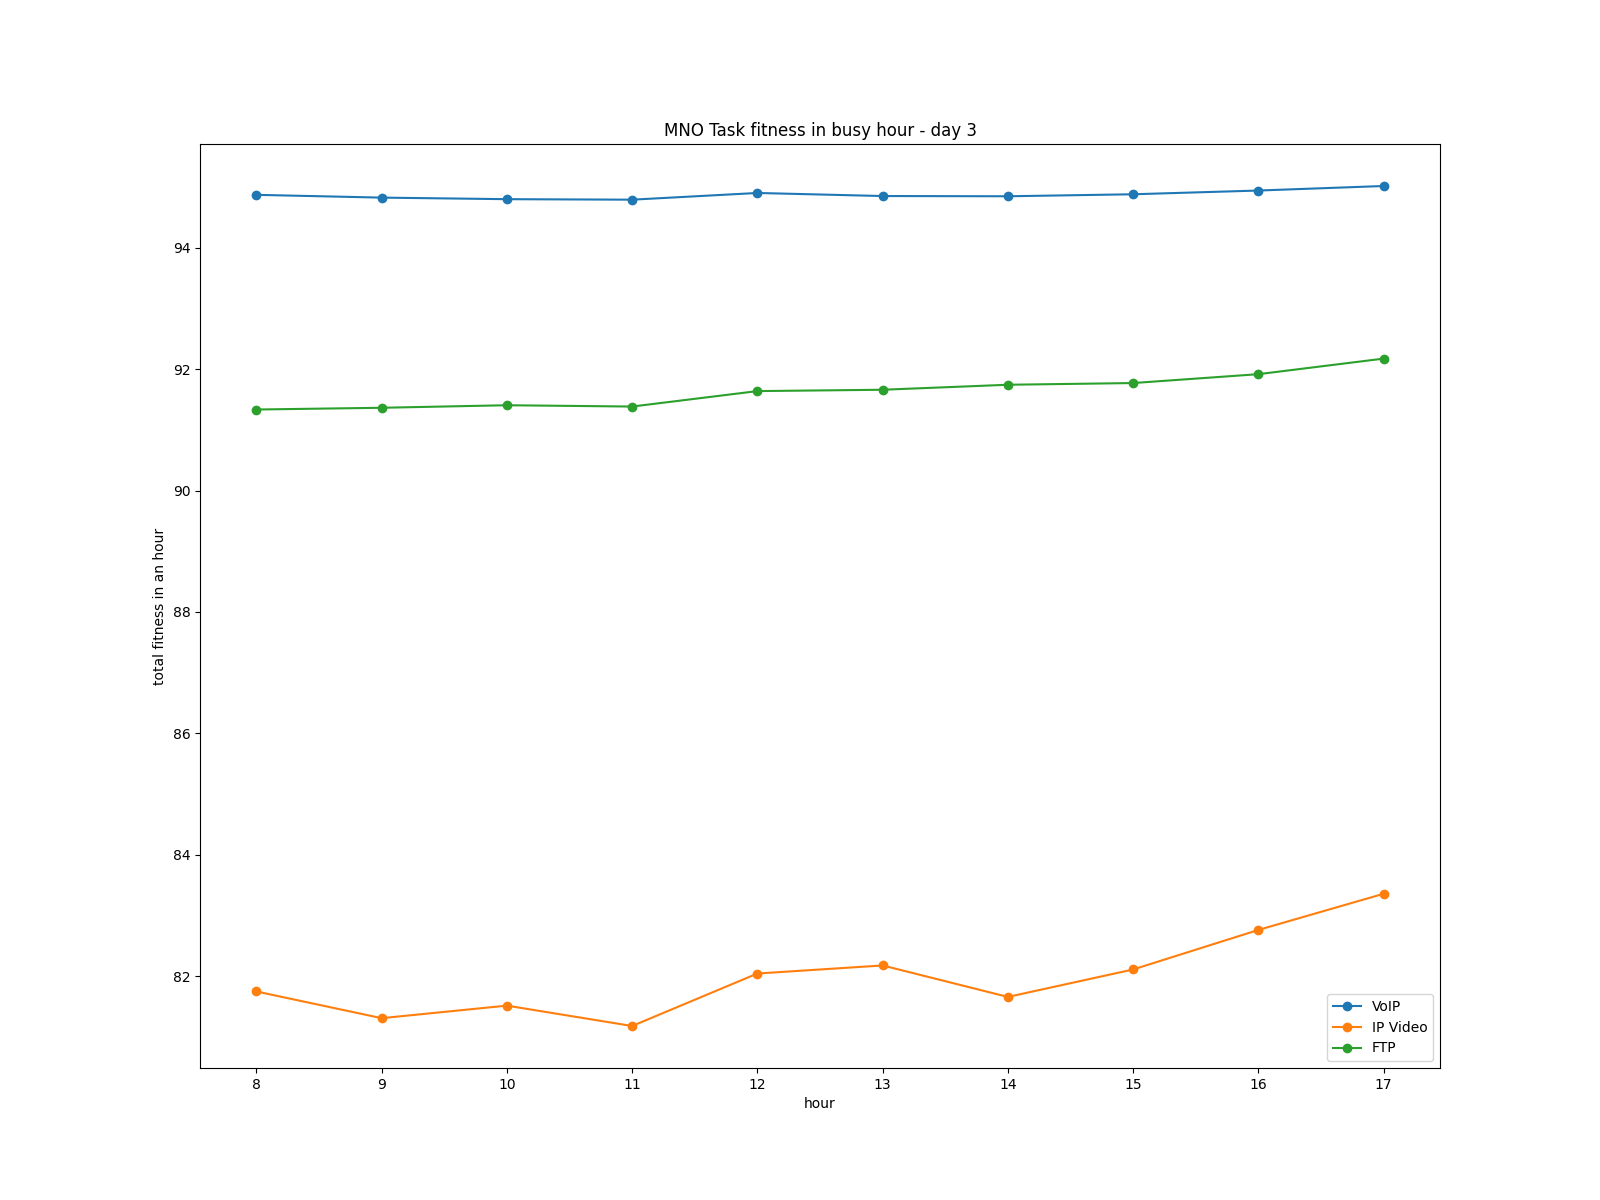 MNO Task fitness in busy hour - day 3
total fitness in an hour
94
92
90
88
86
84
82
8 9 10 11 12 13 14 15 16 17
hour
VoIP
IP Video
FTP